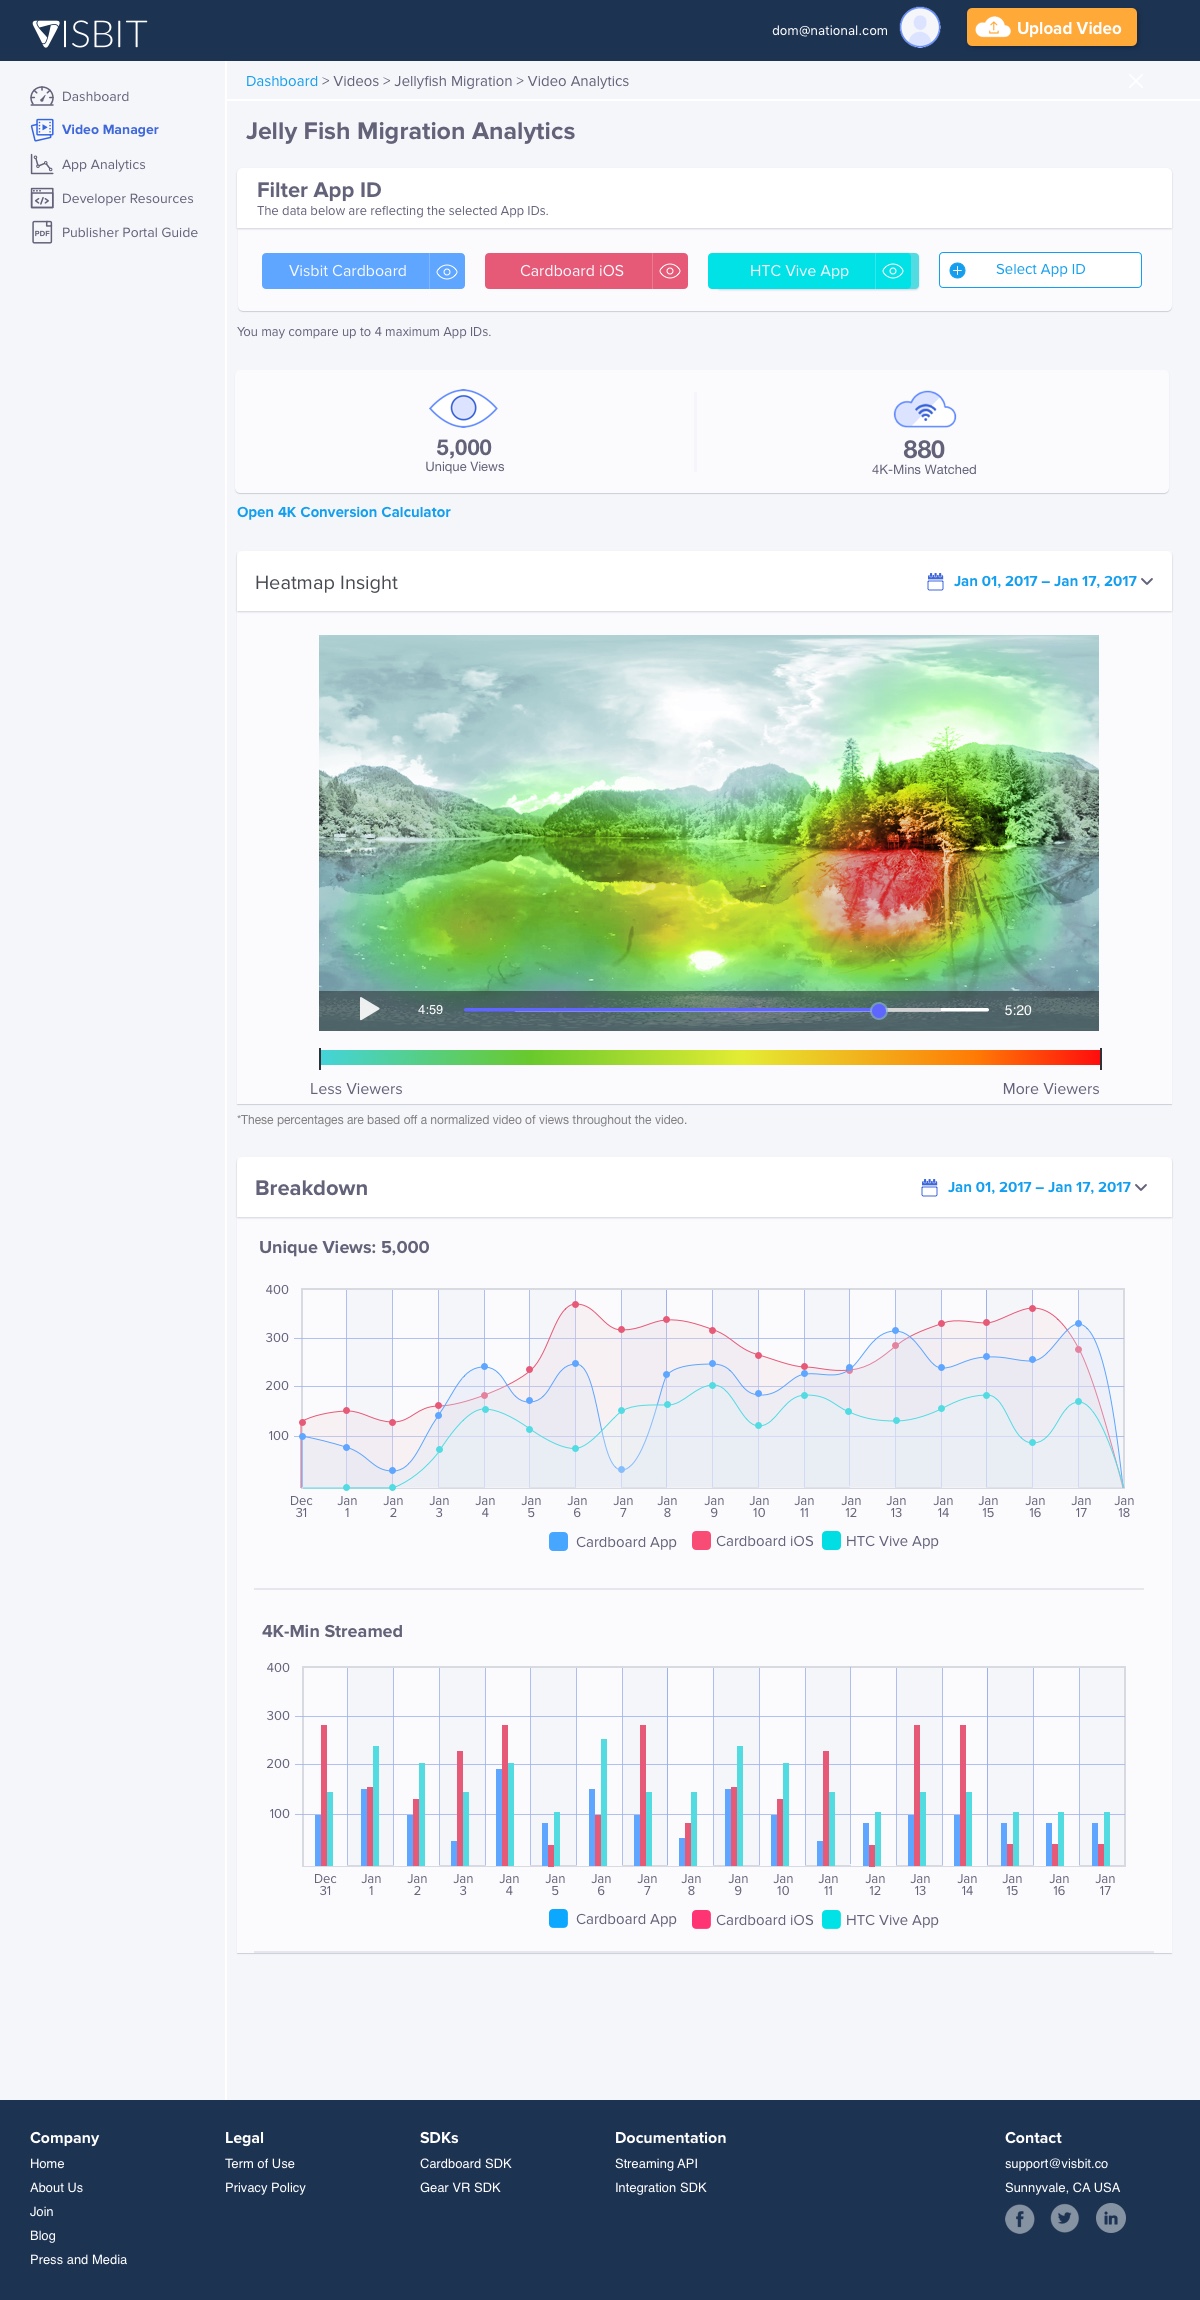 VISBIT
dom@national.com
Upload Video
Dashboard
Video Manager
App Analytics
Developer Resources
PDF
Publisher Portal Guide
Dashboard > Videos > Jellyfish Migration > Video Analytics
Jelly Fish Migration Analytics
Filter App ID
The data below are reflecting the selected App IDs.
Visbit Cardboard
Cardboard iOS
HTC Vive App
Select App ID
You may compare up to 4 maximum App IDs.
5,000
Unique Views
880
4K-Mins Watched
Open 4K Conversion Calculator
Heatmap Insight
Jan 01, 2017 – Jan 17, 2017
4:59
5:20
Less Viewers
More Viewers
*These percentages are based off a normalized video of views throughout the video.
Breakdown
Jan 01, 2017 – Jan 17, 2017
Unique Views: 5,000
400
300
200
100
Dec 31
Jan 1
Jan 2
Jan 3
Jan 4
Jan 5
Jan 6
Jan 7
Jan 8
Jan 9
Jan 10
Jan 11
Jan 12
Jan 13
Jan 14
Jan 15
Jan 16
Jan 17
Jan 18
Cardboard App
Cardboard iOS
HTC Vive App
4K-Min Streamed
400
300
200
100
Dec 31
Jan 1
Jan 2
Jan 3
Jan 4
Jan 5
Jan 6
Jan 7
Jan 8
Jan 9
Jan 10
Jan 11
Jan 12
Jan 13
Jan 14
Jan 15
Jan 16
Jan 17
Cardboard App
Cardboard iOS
HTC Vive App
Company
Home
About Us
Join
Blog
Press and Media
Legal
Term of Use
Privacy Policy
SDKs
Cardboard SDK
Gear VR SDK
Documentation
Streaming API
Integration SDK
Contact
support@visbit.co
Sunnyvale, CA USA